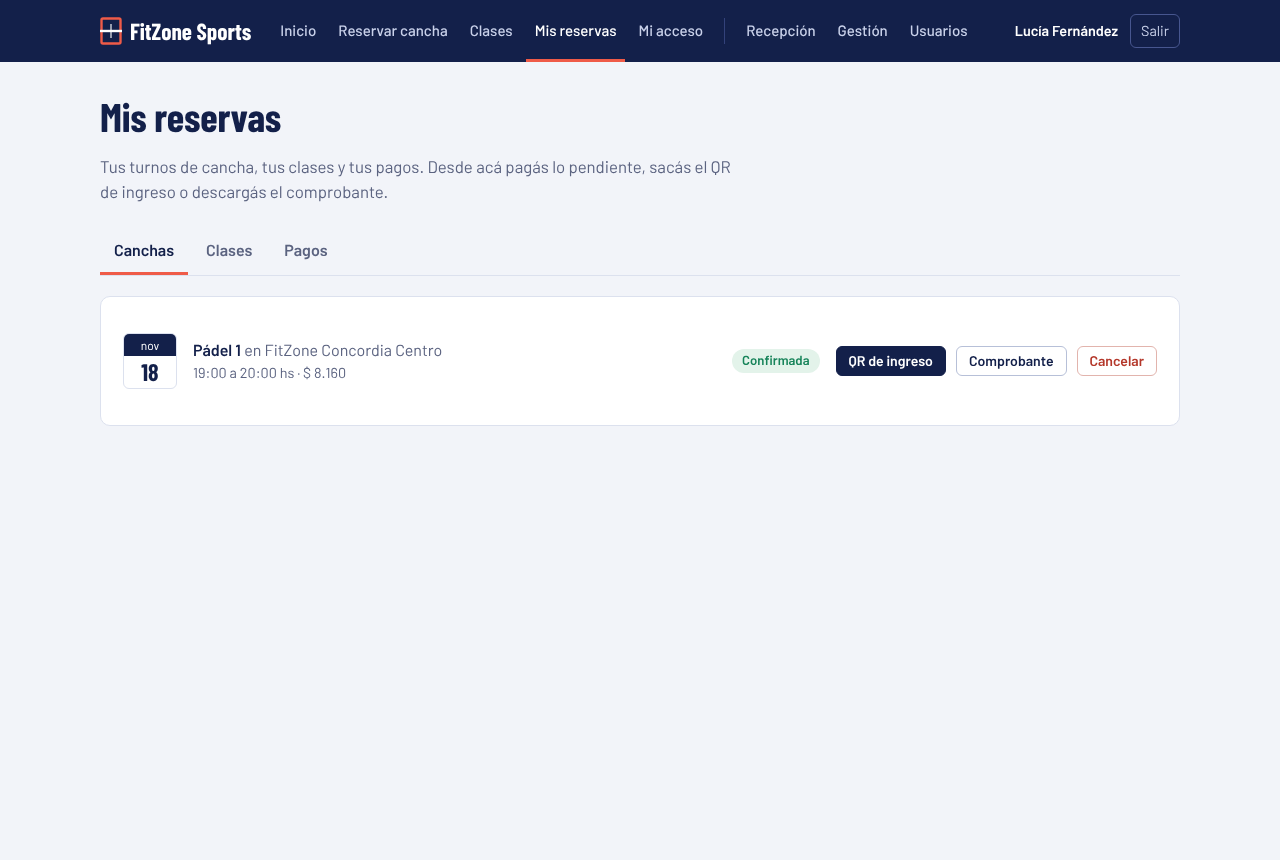 FitZone Sports
Inicio
Reservar cancha
Clases
Mis reservas
Mi acceso
Recepción
Gestión
Usuarios
Lucía Fernández
Salir
Mis reservas
Tus turnos de cancha, tus clases y tus pagos. Desde acá pagás lo pendiente, sacás el QR
de ingreso o descargás el comprobante.
Canchas
Clases
Pagos
nov
18
Pádel 1 en FitZone Concordia Centro
19:00 a 20:00 hs · $ 8.160
Confirmada
QR de ingreso
Comprobante
Cancelar